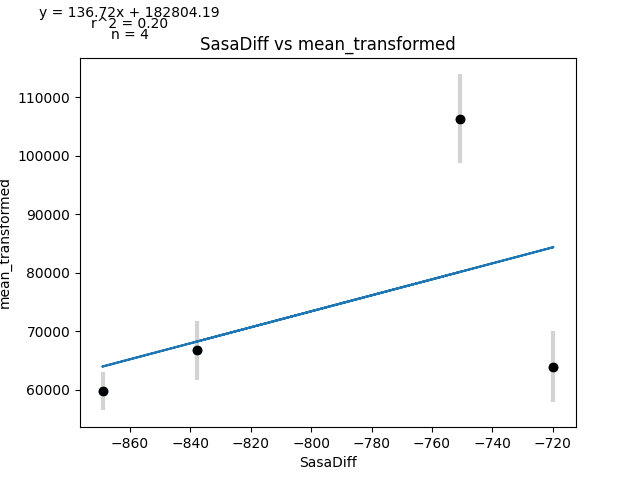 y = 136.72x + 182804.19
r^2 = 0.20
n = 4
SasaDiff vs mean_transformed
110000
100000
90000
80000
70000
60000
mean_transformed
−860 −840 −820 −800 −780 −760 −740 −720
SasaDiff